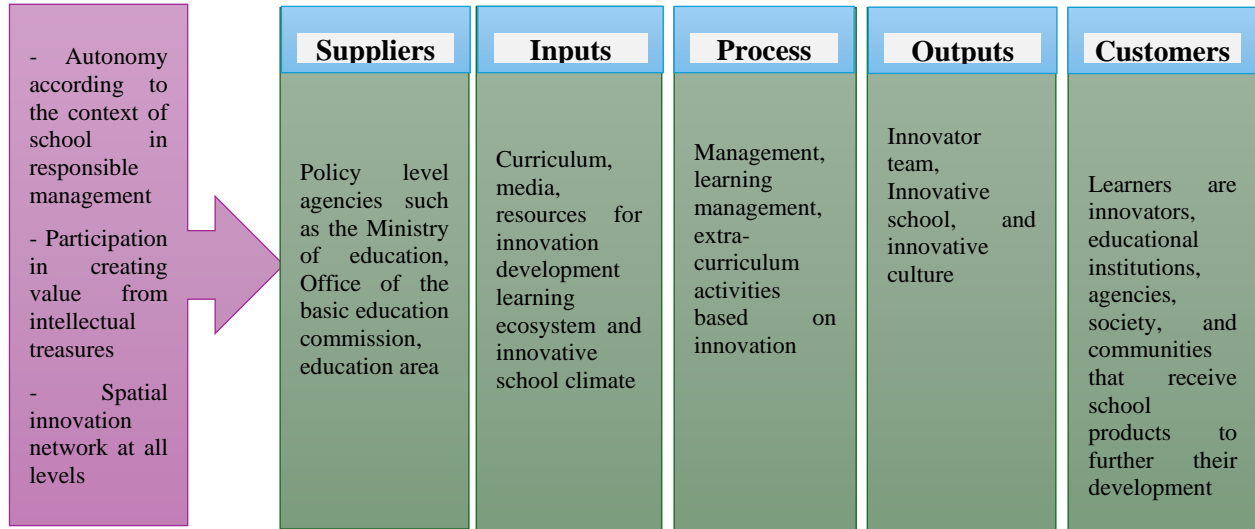 - Autonomy
according to
the context of
school in
responsible
management
- Participation
in creating
value from
intellectual
treasures
- Spatial
innovation
network at all
levels
Suppliers
Policy level
agencies such
as the Ministry
of education,
Office of the
basic education
commission,
education area
Inputs
Curriculum,
media,
resources for
innovation
development
learning
ecosystem and
innovative
school climate
Process
Management,
learning
management,
extra-
curriculum
activities
based on
innovation
Outputs
Innovator
team,
Innovative
school, and
innovative
culture
Customers
Learners are
innovators,
educational
institutions,
agencies,
society, and
communities
that receive
school
products to
further their
development